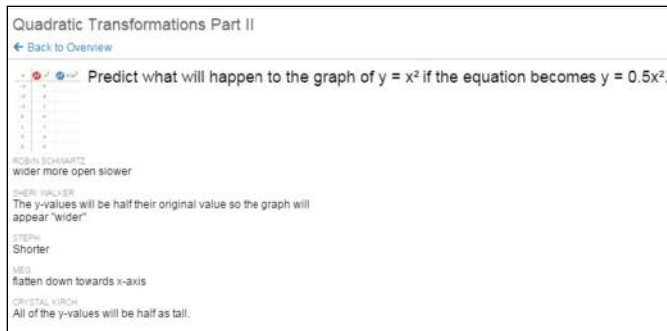 Quadratic Transformations Part II
← Back to Overview
Predict what will happen to the graph of y = x² if the equation becomes y = 0.5x².
ROBIN SCHWARTZ
wider more open slower
SHERI WALKER
The y-values will be half their original value so the graph will
appear "wider"
STEPH
Shorter
MEG
flatten down towards x-axis
CRYSTAL KIRCH
All of the y-values will be half as tall.